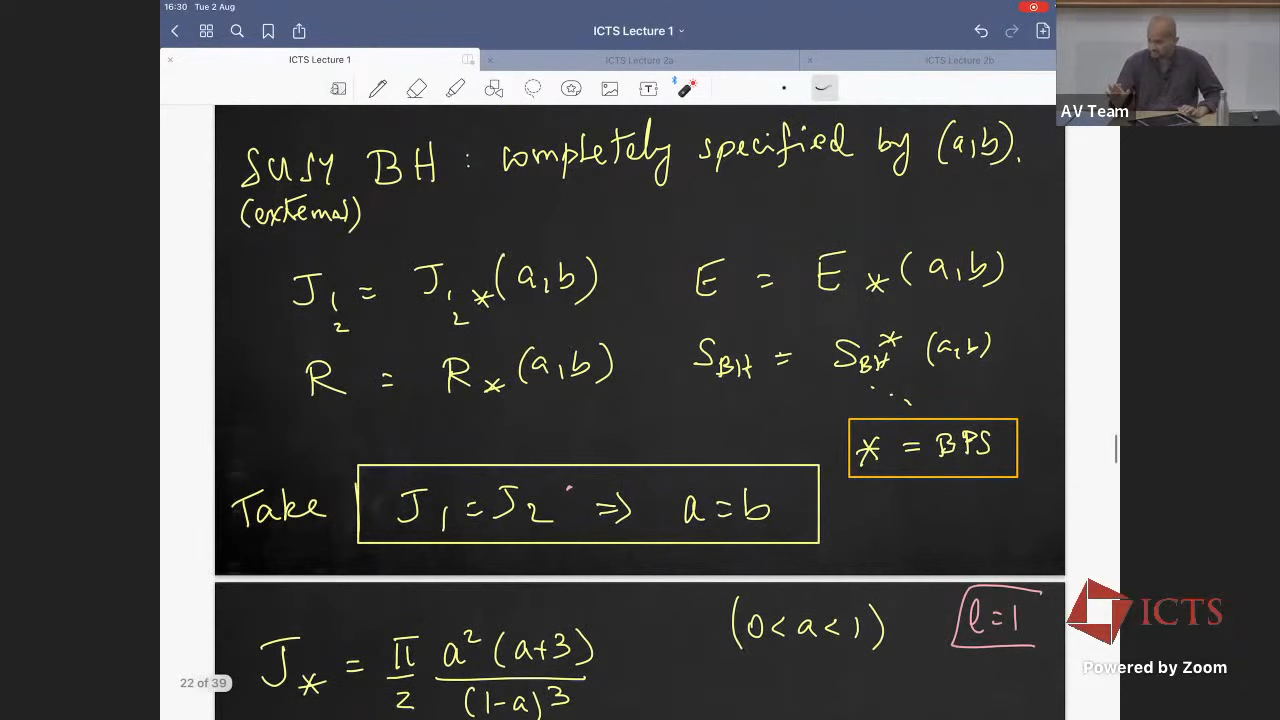 16:30 Tue 2 Aug
ICTS Lecture 1
ICTS Lecture 1
ICTS Lecture 2a
ICTS Lecture 2b
AV Team
SUSY BH : completely specified by (a,b).
(extremal)
J₁,₂ = J₁,₂*(a,b) E = E*(a,b)
R = R*(a,b) S_BH = S_BH*(a,b)
* = BPS
Take J₁ = J₂ ⇒ a = b
J* = π/2 a²(a+3)/(1-a)³ (0<a<1) l=1
22 of 39
ICTS
Powered by Zoom